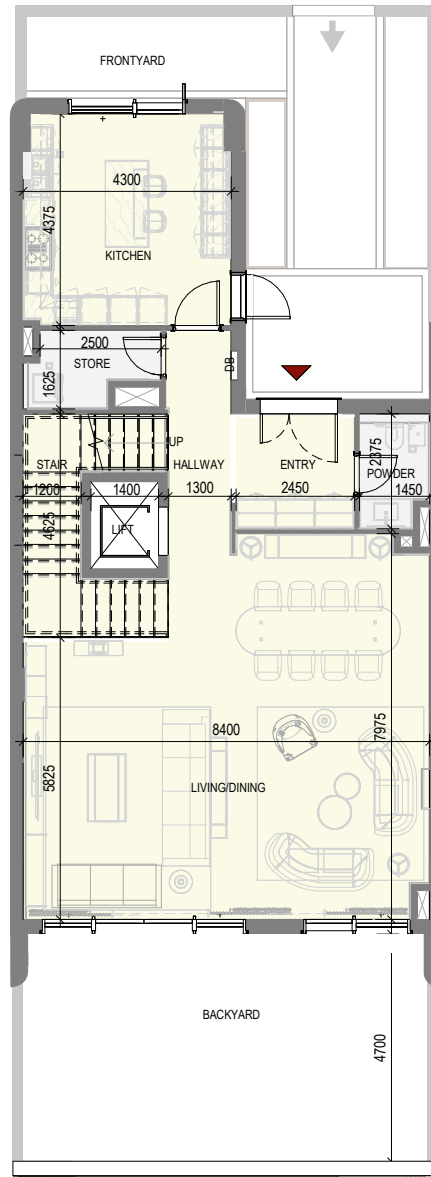 FRONTYARD
4300
4375
KITCHEN
2500
STORE
DB
1625
UP
2375
STAIR
HALLWAY
ENTRY
POWDER
1200
1400
1300
2450
1450
LIFT
4625
8400
7975
5825
LIVING/DINING
BACKYARD
4700